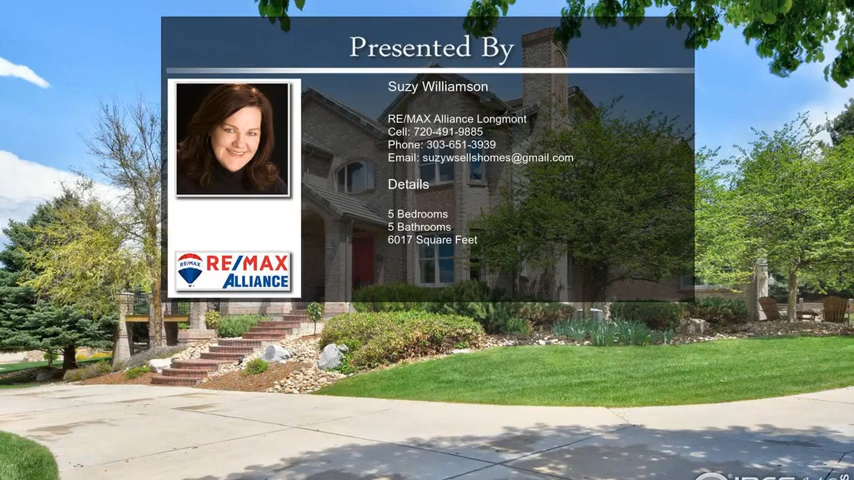 Presented By
Suzy Williamson
RE/MAX Alliance Longmont
Cell: 720-491-9885
Phone: 303-651-3939
Email: suzywsellshomes@gmail.com
Details
5 Bedrooms
5 Bathrooms
6017 Square Feet
RE/MAX
RE/MAX
ALLIANCE